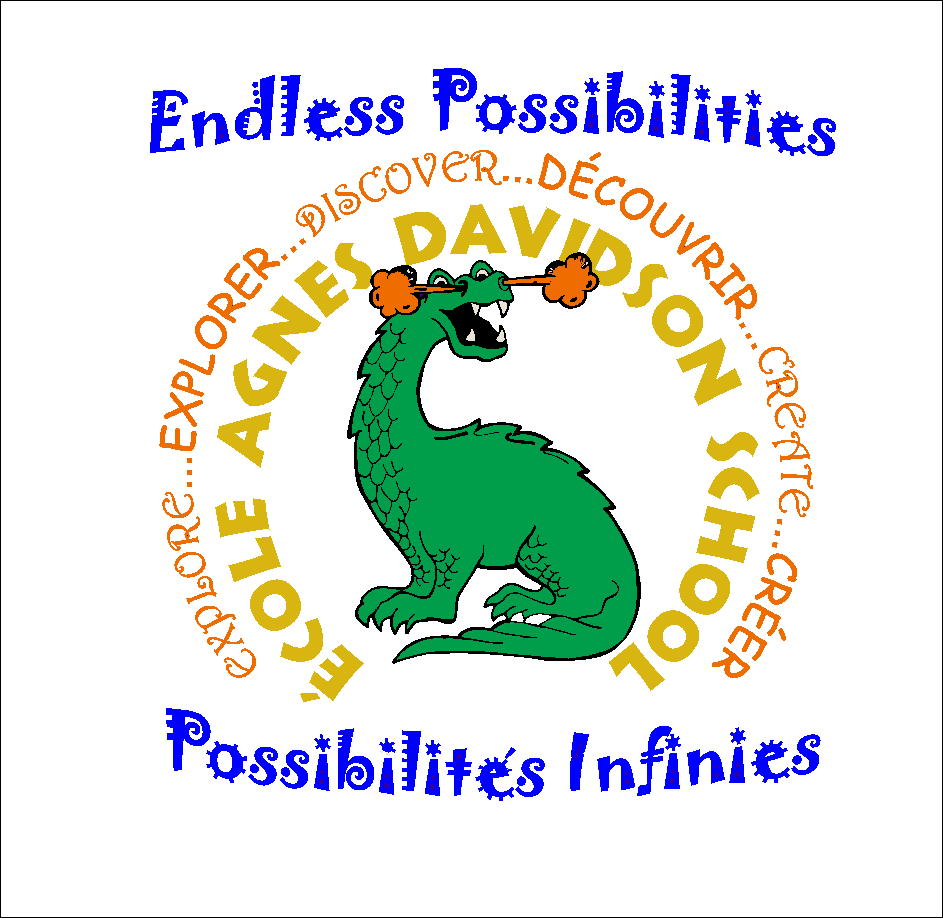 Endless Possibilities
EXPLORE...EXPLORER...DISCOVER...DÉCOUVRIR...CREATE...CRÉER
ÉCOLE AGNES DAVIDSON SCHOOL
Possibilités Infinies